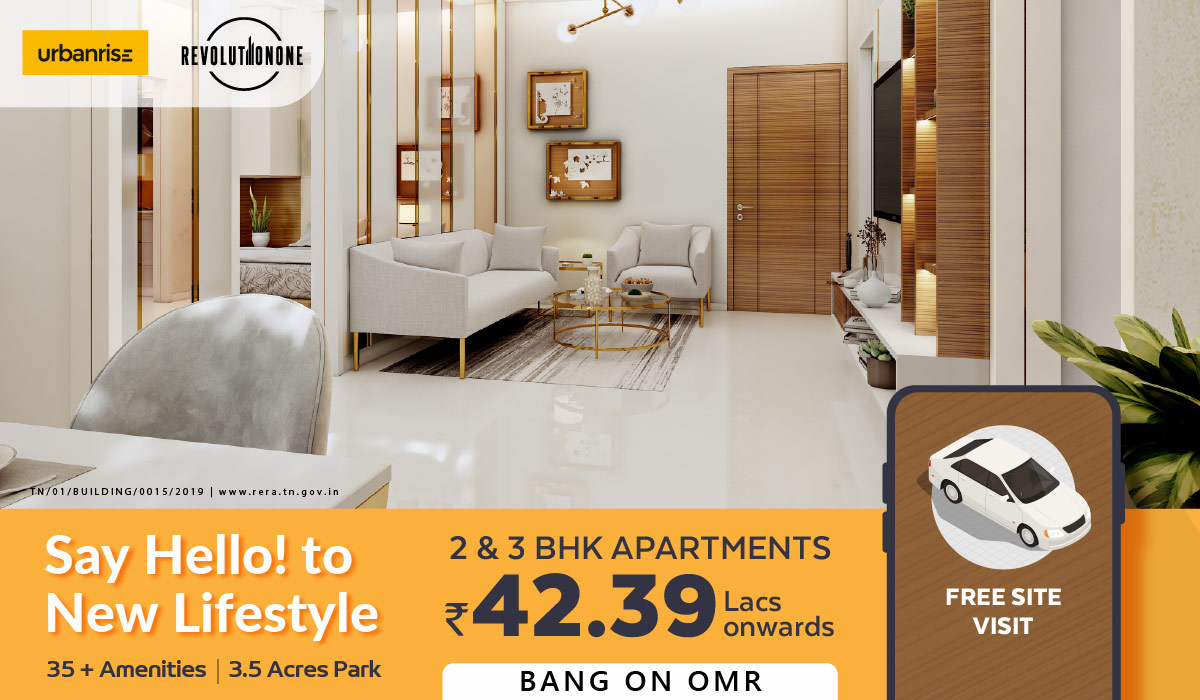 urbanrise
REVOLUTIONONE
TN/01/BUILDING/0015/2019 | www.rera.tn.gov.in
Say Hello! to
New Lifestyle
35 + Amenities | 3.5 Acres Park
2 & 3 BHK APARTMENTS
₹42.39 Lacs
onwards
BANG ON OMR
FREE SITE
VISIT